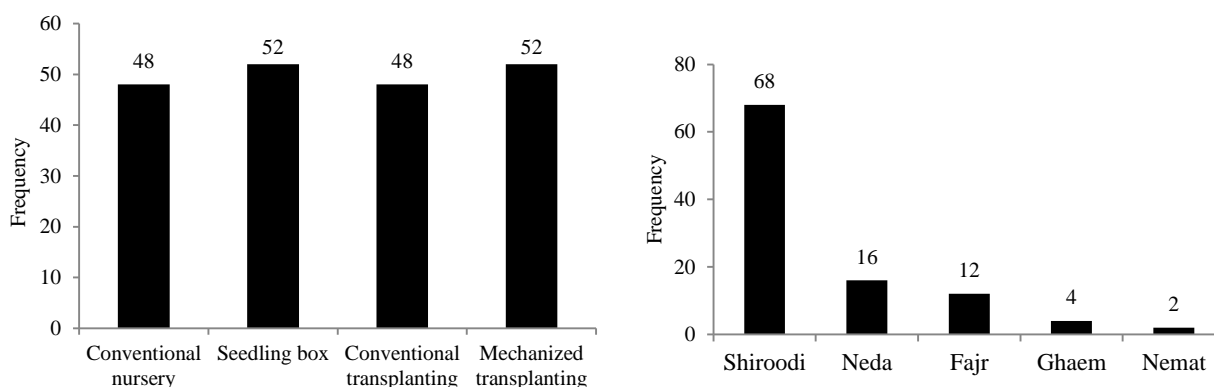 Frequency
60
50
40
30
20
10
0
48
52
48
52
Conventional
nursery
Seedling box
Conventional
transplanting
Mechanized
transplanting
Frequency
80
60
40
20
0
68
16
12
4
2
Shiroodi
Neda
Fajr
Ghaem
Nemat